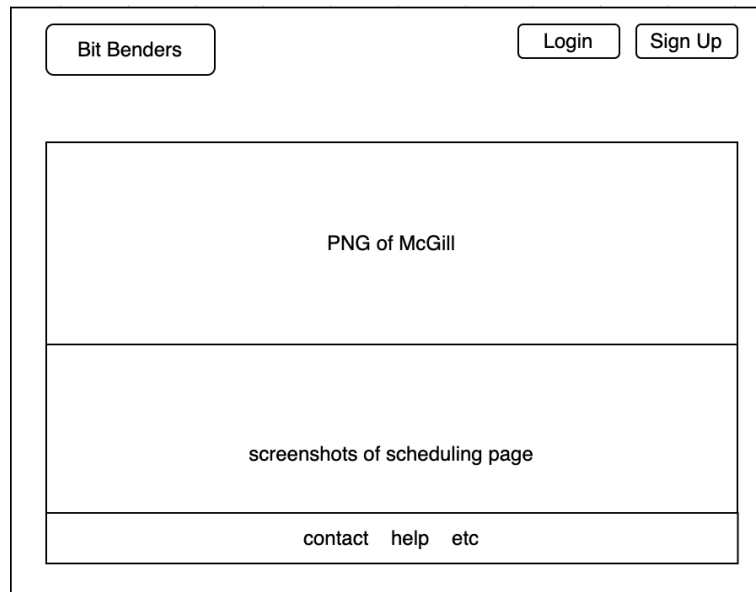 Bit Benders
Login
Sign Up
PNG of McGill
screenshots of scheduling page
contact help etc